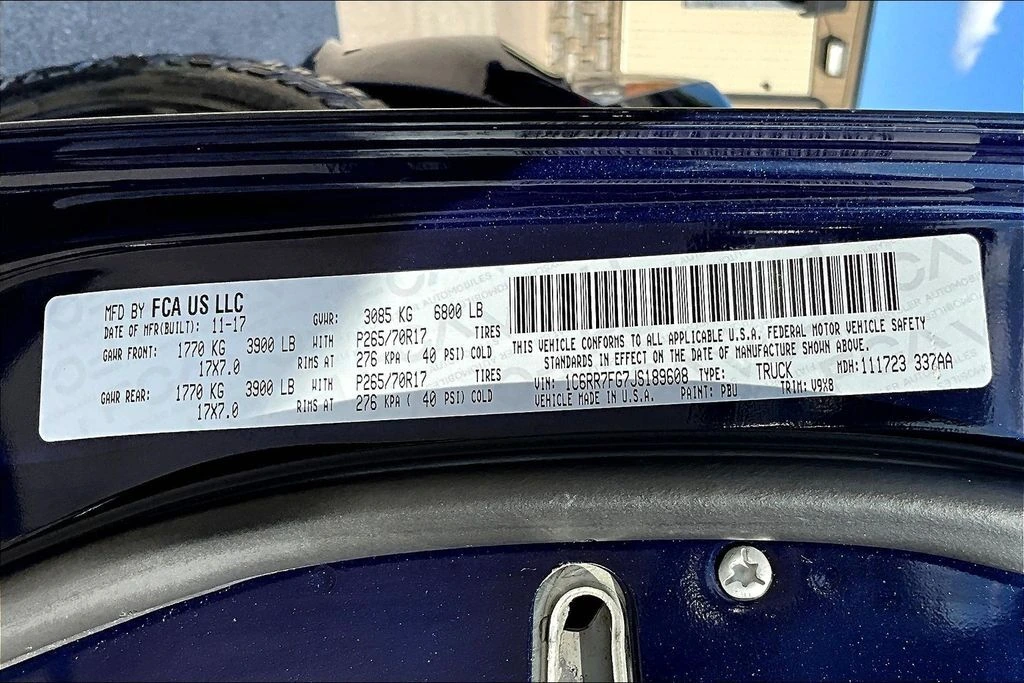 MFD BY FCA US LLC
DATE OF MFR(BUILT): 11-17 GVWR: 3085 KG 6800 LB
GAWR FRONT: 1770 KG 3900 LB WITH P265/70R17 TIRES
17X7.0 RIMS AT 276 KPA ( 40 PSI) COLD
GAWR REAR: 1770 KG 3900 LB WITH P265/70R17 TIRES
17X7.0 RIMS AT 276 KPA ( 40 PSI) COLD
THIS VEHICLE CONFORMS TO ALL APPLICABLE U.S.A. FEDERAL MOTOR VEHICLE SAFETY
STANDARDS IN EFFECT ON THE DATE OF MANUFACTURE SHOWN ABOVE.
VIN: 1C6RR7FG7JS189608 TYPE: TRUCK MDH: 111723 337AA
VEHICLE MADE IN U.S.A. PAINT: PBU TRIM: V9X8